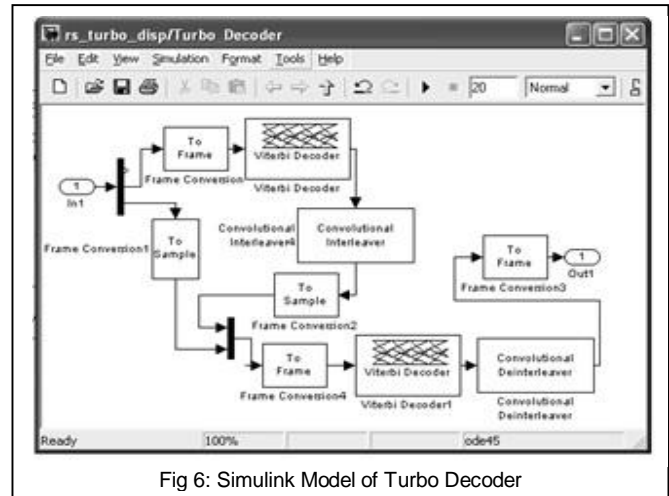 rs_turbo_disp/Turbo Decoder
File Edit View Simulation Format Tools Help
20 Normal
1
In1
To
Frame
Frame Conversion
Viterbi Decoder
Viterbi Decoder
Frame Conversion1
To
Sample
Convolutional
Interleaver4
Convolutional
Interleaver
To
Sample
Frame Conversion2
To
Frame
Frame Conversion3
1
Out1
To
Frame
Frame Conversion4
Viterbi Decoder
Viterbi Decoder1
Convolutional
Deinterleaver
Convolutional
Deinterleaver
Ready 100% ode45
Fig 6: Simulink Model of Turbo Decoder